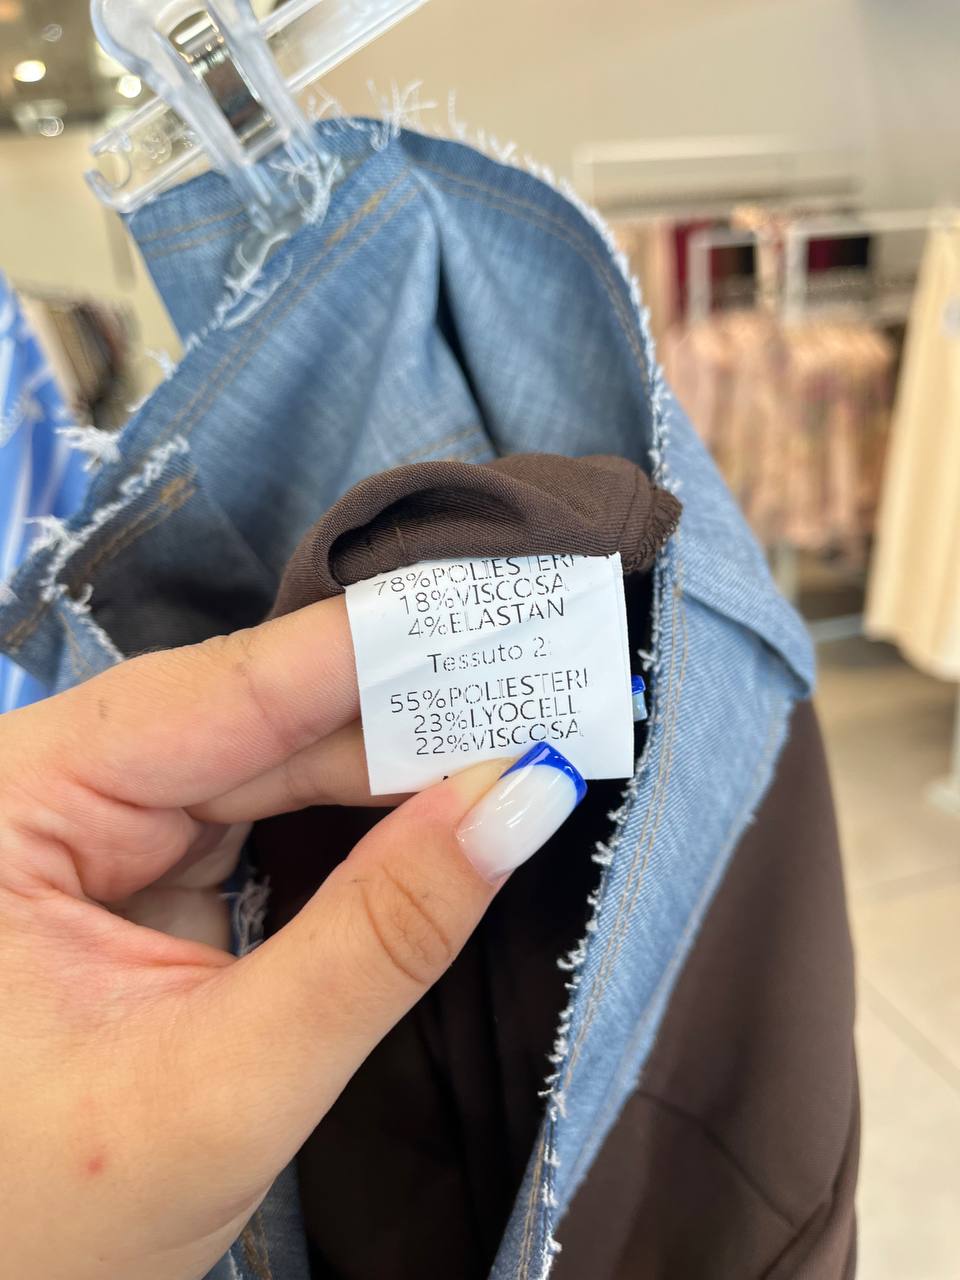 78%POLIESTERI
18%VISCOSA
4%ELASTAN
Tessuto 2:
55%POLIESTERI
23%LYOCELL
22%VISCOSA